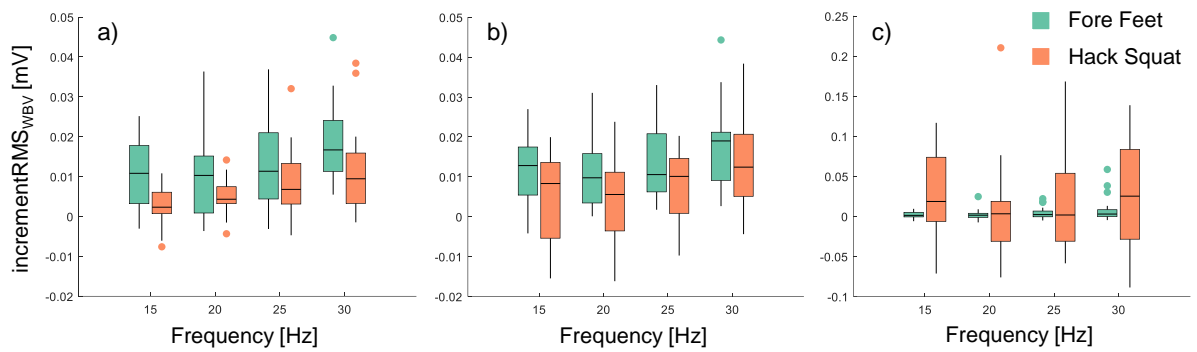 a)
b)
c)
Fore Feet
Hack Squat
incrementRMS_WBV [mV]
0.05
0.04
0.03
0.02
0.01
0
-0.01
-0.02
15 20 25 30
Frequency [Hz]
0.05
0.04
0.03
0.02
0.01
0
-0.01
-0.02
15 20 25 30
Frequency [Hz]
0.25
0.2
0.15
0.1
0.05
0
-0.05
-0.1
15 20 25 30
Frequency [Hz]